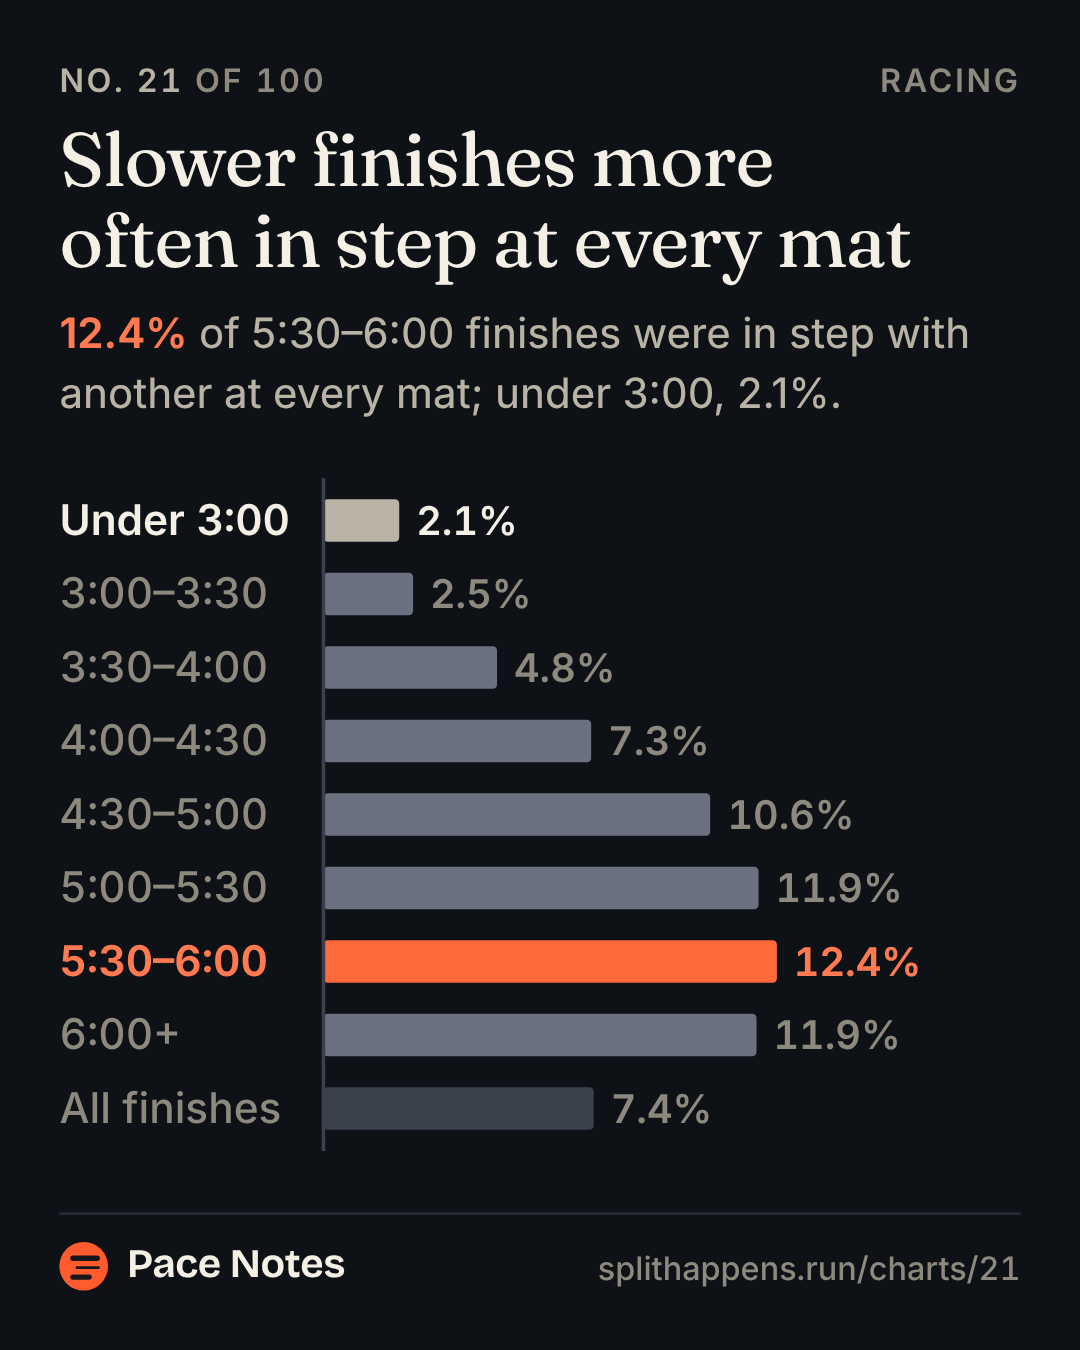 NO. 21 OF 100
RACING
Slower finishes more
often in step at every mat
12.4% of 5:30–6:00 finishes were in step with
another at every mat; under 3:00, 2.1%.
Under 3:00 2.1%
3:00–3:30 2.5%
3:30–4:00 4.8%
4:00–4:30 7.3%
4:30–5:00 10.6%
5:00–5:30 11.9%
5:30–6:00 12.4%
6:00+ 11.9%
All finishes 7.4%
Pace Notes
splithappens.run/charts/21